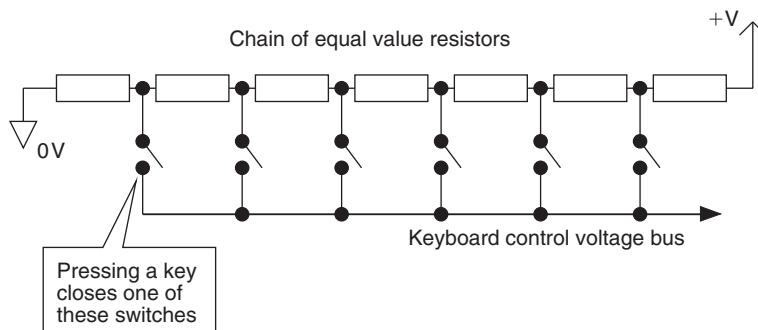 +V
Chain of equal value resistors
0V
Keyboard control voltage bus
Pressing a key
closes one of
these switches